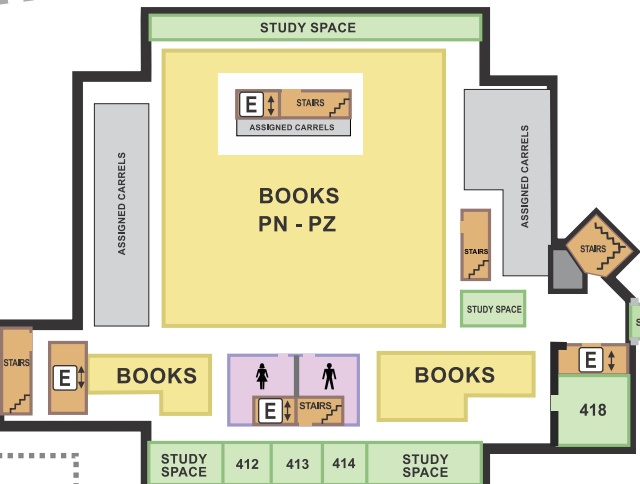 STUDY SPACE
E
STAIRS
ASSIGNED CARRELS
ASSIGNED CARRELS
ASSIGNED CARRELS
BOOKS
PN - PZ
STAIRS
STAIRS
STUDY SPACE
S
STAIRS
E
BOOKS
BOOKS
E
E
STAIRS
418
STUDY
SPACE
412
413
414
STUDY
SPACE